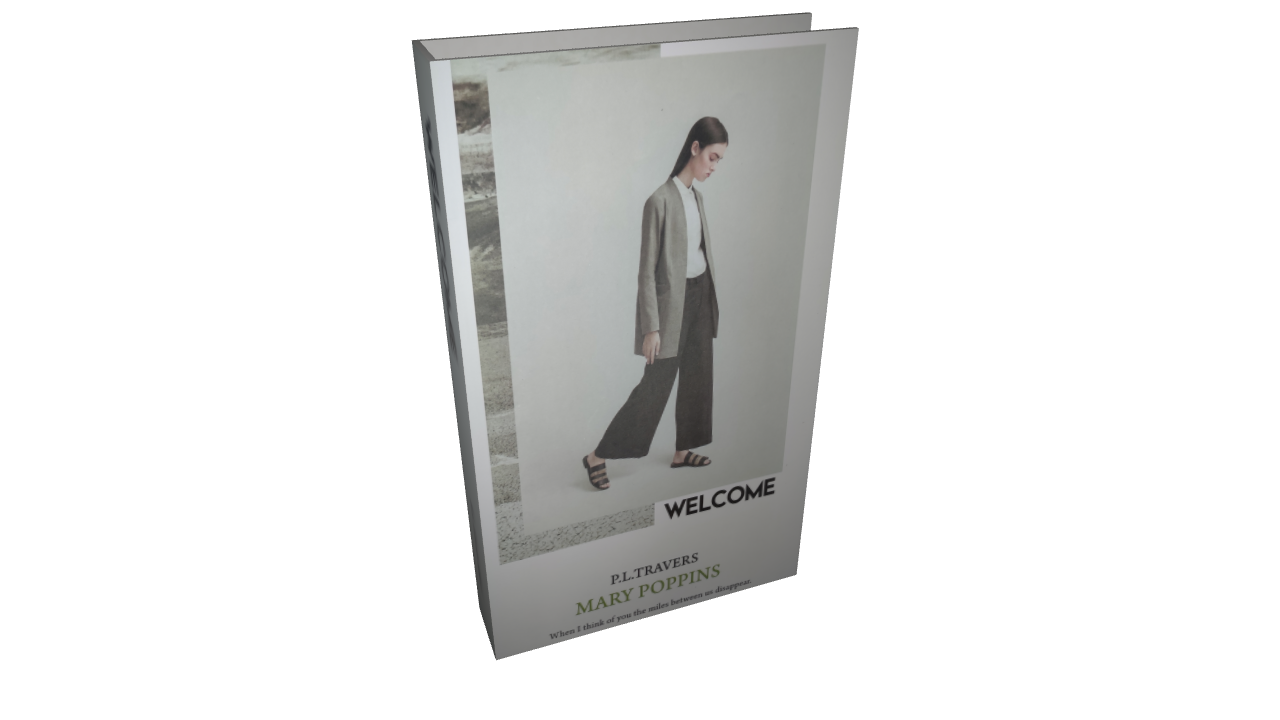 WELCOME
P.L.TRAVERS
MARY POPPINS
When I think of you the miles between us disappear.